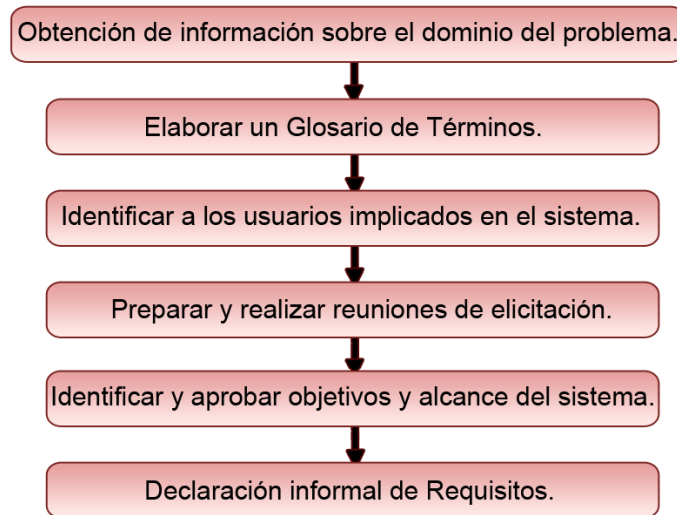 Obtención de información sobre el dominio del problema.
Elaborar un Glosario de Términos.
Identificar a los usuarios implicados en el sistema.
Preparar y realizar reuniones de elicitación.
Identificar y aprobar objetivos y alcance del sistema.
Declaración informal de Requisitos.